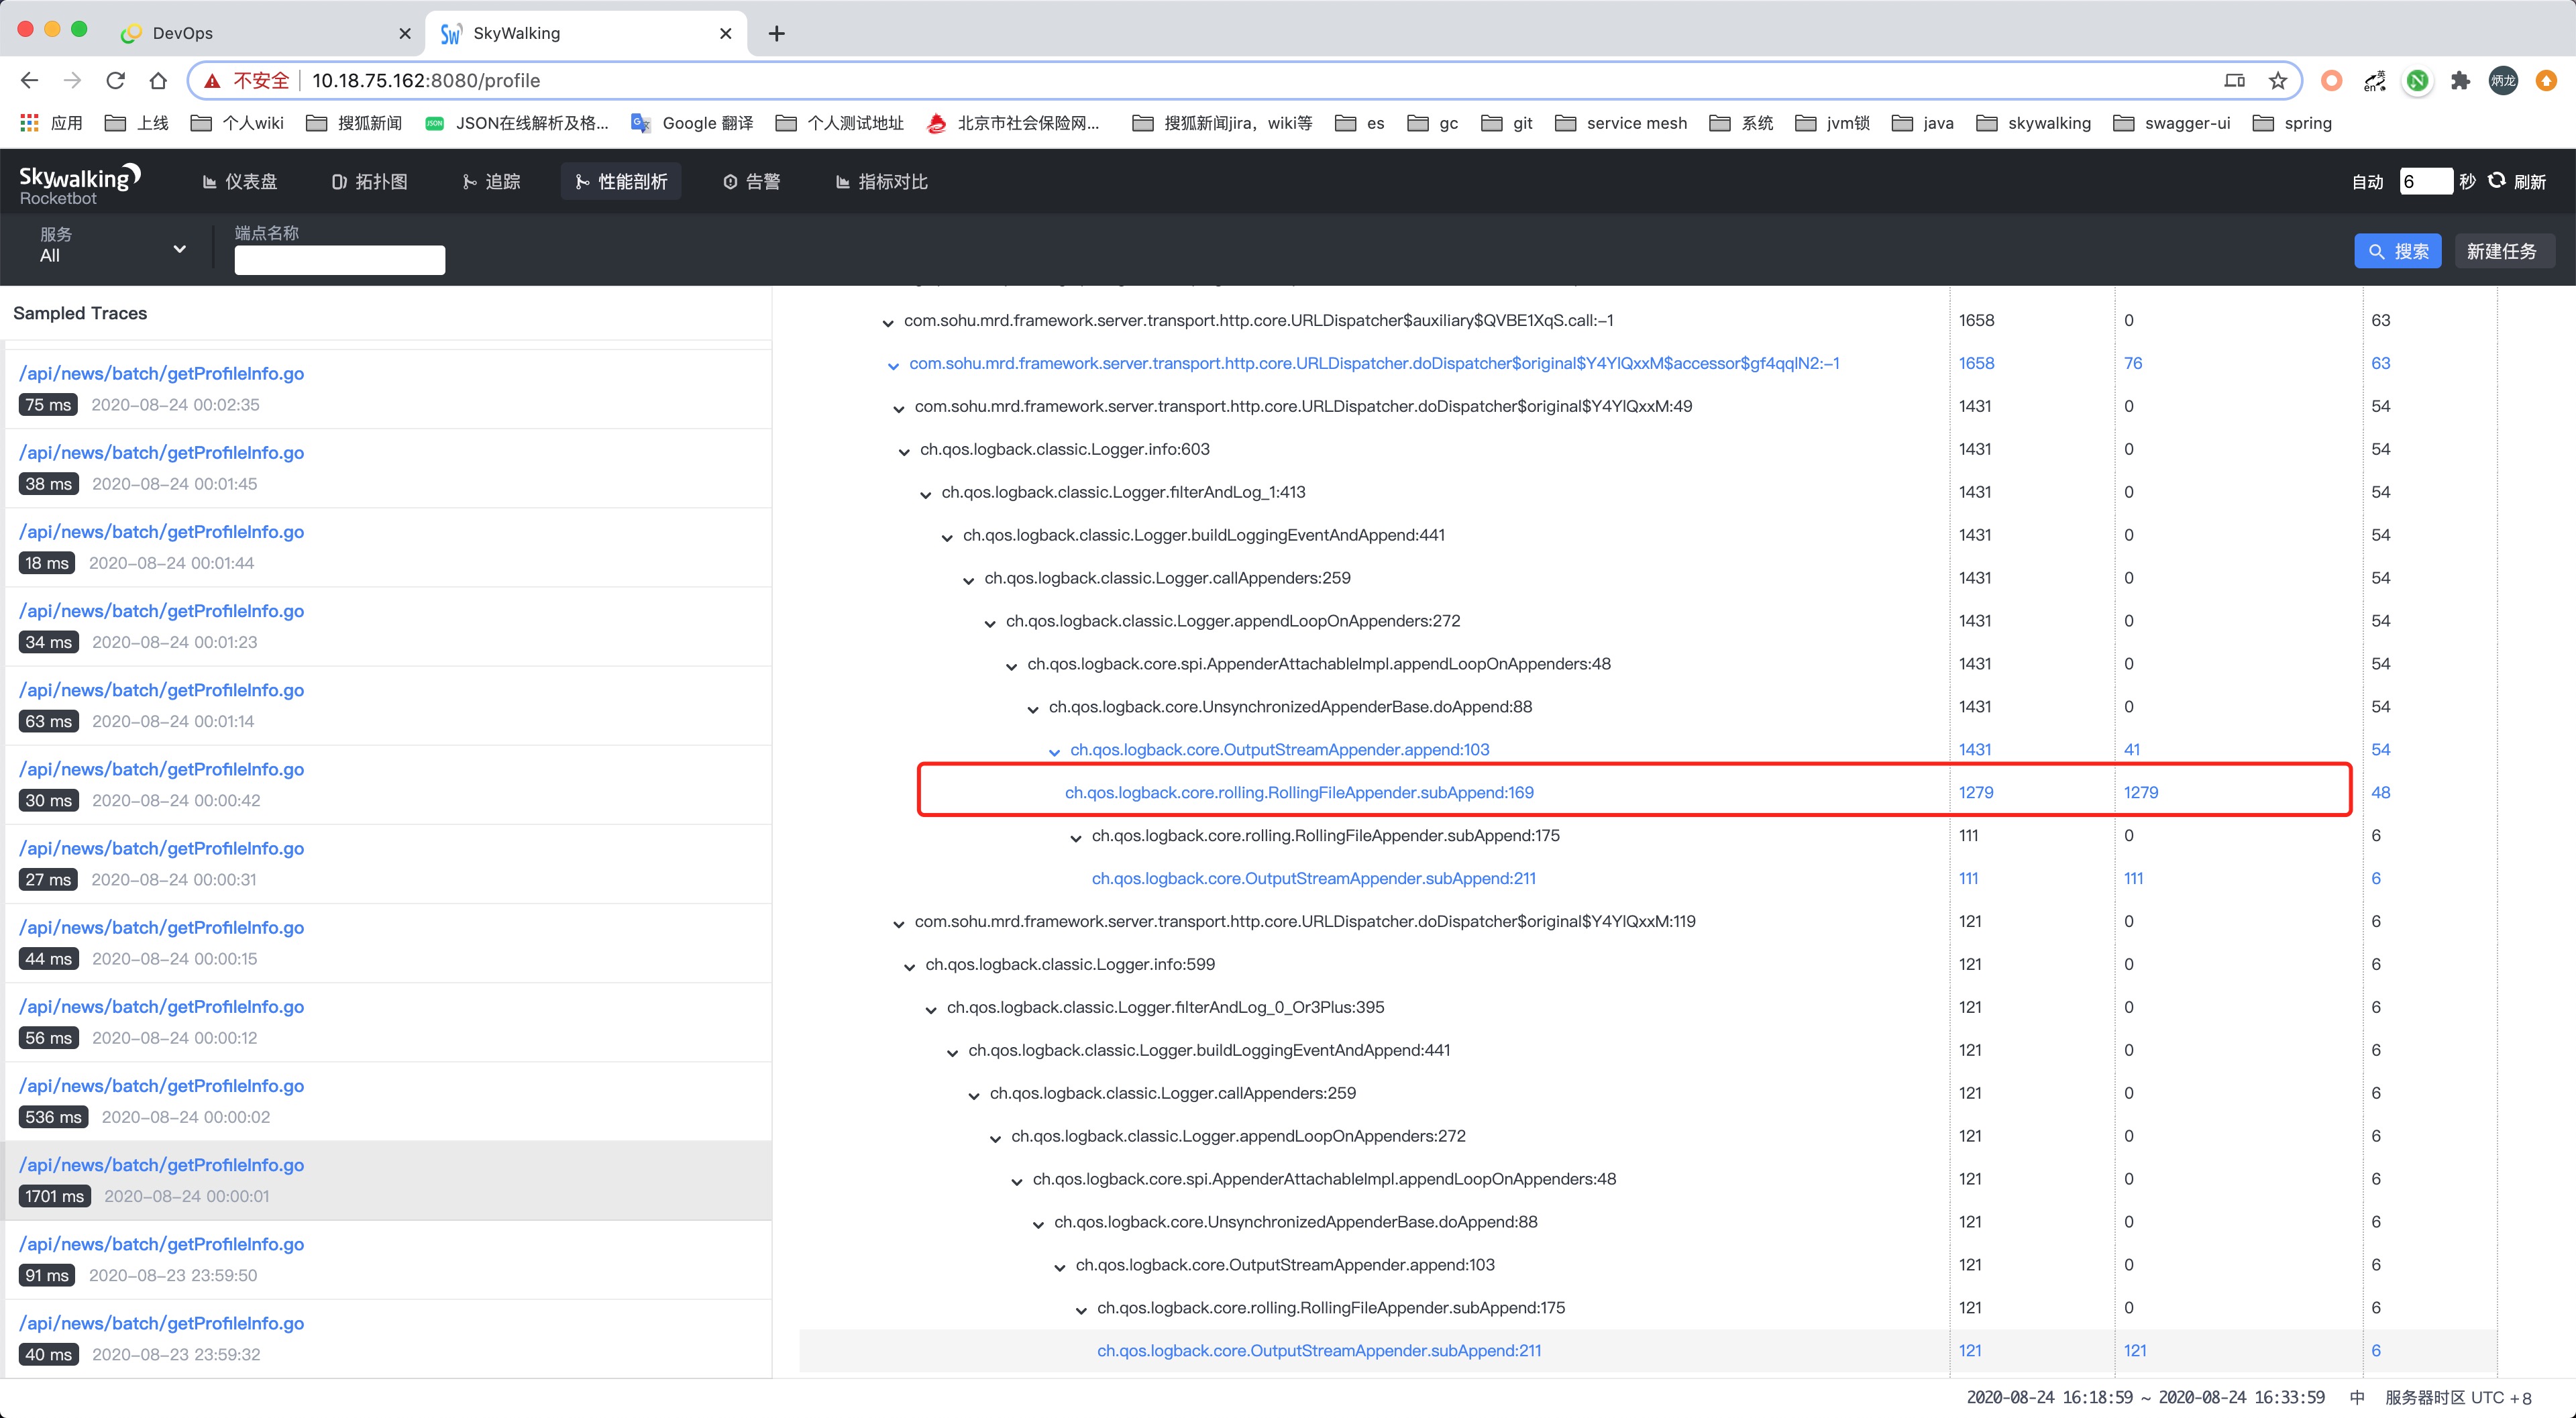 DevOps
SkyWalking
不安全 10.18.75.162:8080/profile
应用 上线 个人wiki 搜狐新闻 JSON在线解析及格... Google 翻译 个人测试地址 北京市社会保险网... 搜狐新闻jira，wiki等 es gc git service mesh 系统 jvm锁 java skywalking swagger-ui spring
Skywalking
Rocketbot
仪表盘 拓扑图 追踪 性能剖析 告警 指标对比
自动 6 秒 刷新
服务
All
端点名称
搜索 新建任务
Sampled Traces
/api/news/batch/getProfileInfo.go
75 ms 2020-08-24 00:02:35
/api/news/batch/getProfileInfo.go
38 ms 2020-08-24 00:01:45
/api/news/batch/getProfileInfo.go
18 ms 2020-08-24 00:01:44
/api/news/batch/getProfileInfo.go
34 ms 2020-08-24 00:01:23
/api/news/batch/getProfileInfo.go
63 ms 2020-08-24 00:01:14
/api/news/batch/getProfileInfo.go
30 ms 2020-08-24 00:00:42
/api/news/batch/getProfileInfo.go
27 ms 2020-08-24 00:00:31
/api/news/batch/getProfileInfo.go
44 ms 2020-08-24 00:00:15
/api/news/batch/getProfileInfo.go
56 ms 2020-08-24 00:00:12
/api/news/batch/getProfileInfo.go
536 ms 2020-08-24 00:00:02
/api/news/batch/getProfileInfo.go
1701 ms 2020-08-24 00:00:01
/api/news/batch/getProfileInfo.go
91 ms 2020-08-23 23:59:50
/api/news/batch/getProfileInfo.go
40 ms 2020-08-23 23:59:32
com.sohu.mrd.framework.server.transport.http.core.URLDispatcher$auxiliary$QVBE1XqS.call:-1 1658 0 63
com.sohu.mrd.framework.server.transport.http.core.URLDispatcher.doDispatcher$original$Y4YlQxxM$accessor$gf4qqlN2:-1 1658 76 63
com.sohu.mrd.framework.server.transport.http.core.URLDispatcher.doDispatcher$original$Y4YlQxxM:49 1431 0 54
ch.qos.logback.classic.Logger.info:603 1431 0 54
ch.qos.logback.classic.Logger.filterAndLog_1:413 1431 0 54
ch.qos.logback.classic.Logger.buildLoggingEventAndAppend:441 1431 0 54
ch.qos.logback.classic.Logger.callAppenders:259 1431 0 54
ch.qos.logback.classic.Logger.appendLoopOnAppenders:272 1431 0 54
ch.qos.logback.core.spi.AppenderAttachableImpl.appendLoopOnAppenders:48 1431 0 54
ch.qos.logback.core.UnsynchronizedAppenderBase.doAppend:88 1431 0 54
ch.qos.logback.core.OutputStreamAppender.append:103 1431 41 54
ch.qos.logback.core.rolling.RollingFileAppender.subAppend:169 1279 1279 48
ch.qos.logback.core.rolling.RollingFileAppender.subAppend:175 111 0 6
ch.qos.logback.core.OutputStreamAppender.subAppend:211 111 111 6
com.sohu.mrd.framework.server.transport.http.core.URLDispatcher.doDispatcher$original$Y4YlQxxM:119 121 0 6
ch.qos.logback.classic.Logger.info:599 121 0 6
ch.qos.logback.classic.Logger.filterAndLog_0_Or3Plus:395 121 0 6
ch.qos.logback.classic.Logger.buildLoggingEventAndAppend:441 121 0 6
ch.qos.logback.classic.Logger.callAppenders:259 121 0 6
ch.qos.logback.classic.Logger.appendLoopOnAppenders:272 121 0 6
ch.qos.logback.core.spi.AppenderAttachableImpl.appendLoopOnAppenders:48 121 0 6
ch.qos.logback.core.UnsynchronizedAppenderBase.doAppend:88 121 0 6
ch.qos.logback.core.OutputStreamAppender.append:103 121 0 6
ch.qos.logback.core.rolling.RollingFileAppender.subAppend:175 121 0 6
ch.qos.logback.core.OutputStreamAppender.subAppend:211 121 121 6
2020-08-24 16:18:59 ~ 2020-08-24 16:33:59 中 服务器时区 UTC +8